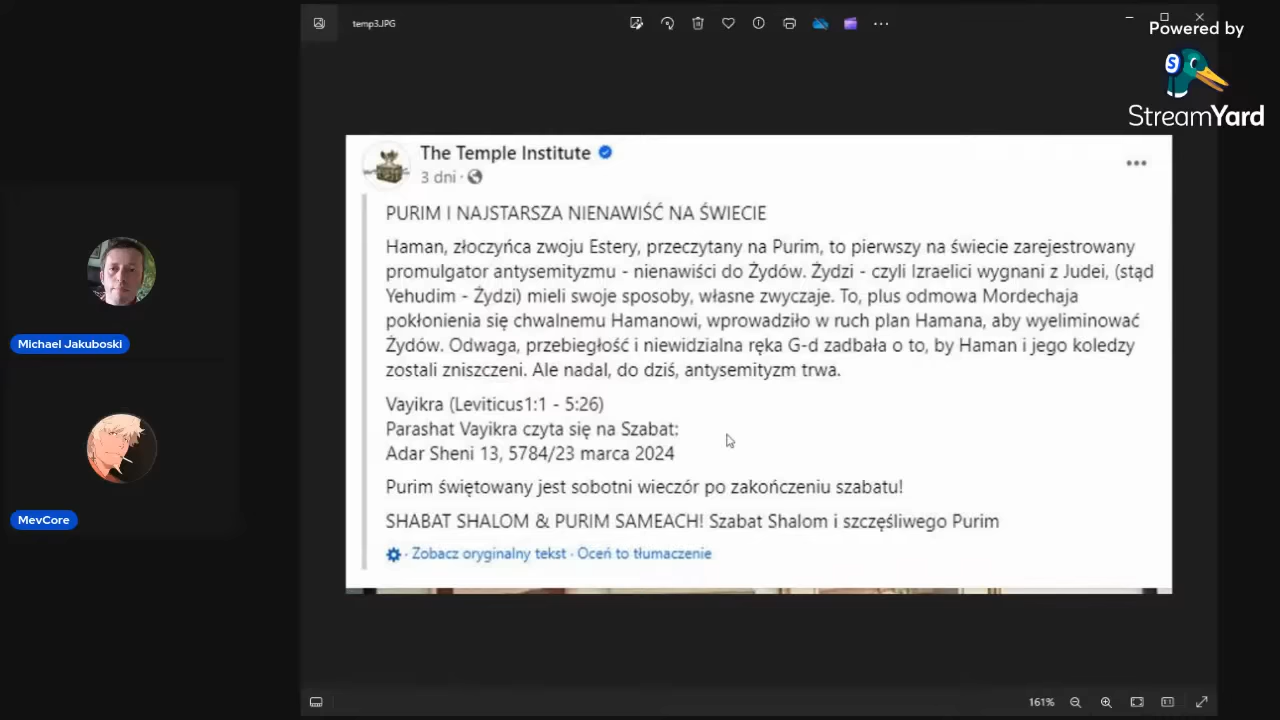 temp3.JPG
Powered by
StreamYard
The Temple Institute
3 dni ·
PURIM I NAJSTARSZA NIENAWIŚĆ NA ŚWIECIE
Haman, złoczyńca zwoju Estery, przeczytany na Purim, to pierwszy na świecie zarejestrowany
promulgator antysemityzmu - nienawiści do Żydów. Żydzi - czyli Izraelici wygnani z Judei, (stąd
Yehudim - Żydzi) mieli swoje sposoby, własne zwyczaje. To, plus odmowa Mordechaja
pokłonienia się chwalnemu Hamanowi, wprowadziło w ruch plan Hamana, aby wyeliminować
Żydów. Odwaga, przebiegłość i niewidzialna ręka G-d zadbała o to, by Haman i jego koledzy
zostali zniszczeni. Ale nadal, do dziś, antysemityzm trwa.
Vayikra (Leviticus1:1 - 5:26)
Parashat Vayikra czyta się na Szabat:
Adar Sheni 13, 5784/23 marca 2024
Purim świętowany jest sobotni wieczór po zakończeniu szabatu!
SHABAT SHALOM & PURIM SAMEACH! Szabat Shalom i szczęśliwego Purim
· Zobacz oryginalny tekst · Oceń to tłumaczenie
Michael Jakuboski
MevCore
161%